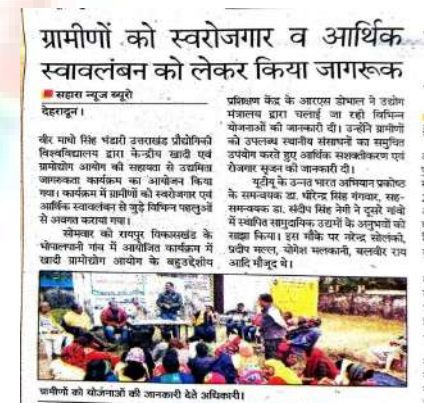 ग्रामीणों को स्वरोजगार व आर्थिक
स्वावलंबन को लेकर किया जागरूक
सहारा न्यूज ब्यूरो
देहरादून।
वीर माधो सिंह भंडारी उत्तराखंड प्रौद्योगिकी
विश्वविद्यालय द्वारा केन्द्रीय खादी एवं
ग्रामोद्योग आयोग की सहायता से उद्यमिता
जागरुकता कार्यक्रम का आयोजन किया
गया। कार्यक्रम में ग्रामीणों को स्वरोजगार एवं
आर्थिक स्वावलंबन से जुड़े विभिन्न पहलुओं
से अवगत कराया गया।
सोमवार को रायपुर विकासखंड के
भोपालपानी गांव में आयोजित कार्यक्रम में
खादी ग्रामोद्योग आयोग के बहुउद्देशीय
प्रशिक्षण केंद्र के आरएस डोभाल ने उद्योग
मंत्रालय द्वारा चलाई जा रही विभिन्न
योजनाओं की जानकारी दी। उन्होंने ग्रामीणों
को उपलब्ध स्थानीय संसाधनों का समुचित
उपयोग करते हुए आर्थिक सशक्तीकरण एवं
रोजगार सृजन की जानकारी दी।
यूटीयू के उन्नत भारत अभियान प्रकोष्ठ
के समन्वयक डा. धीरेन्द्र सिंह गंगवार, सह-
समन्वयक डा. संदीप सिंह नेगी ने दूसरे गांवों
में स्थापित सामुदायिक उद्यमों के अनुभवों को
साझा किया। इस मौके पर नरेन्द्र सोलंकी,
प्रदीप मल्ल, योगेश मलकानी, बलवीर राय
आदि मौजूद थे।
ग्रामीणों को योजनाओं की जानकारी देते अधिकारी।